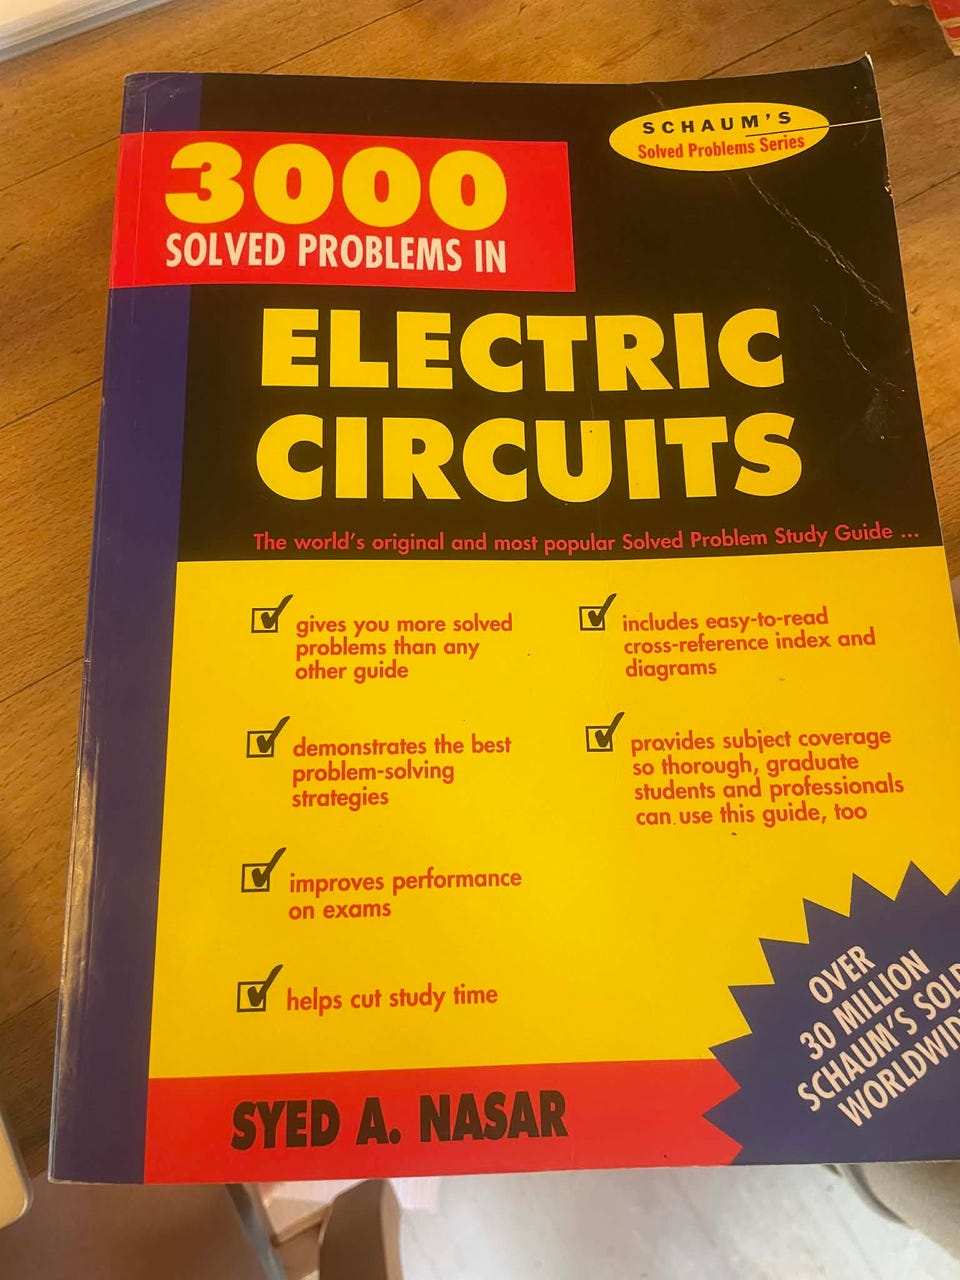 SCHAUM'S
Solved Problems Series
3000
SOLVED PROBLEMS IN
ELECTRIC
CIRCUITS
The world's original and most popular Solved Problem Study Guide ...
gives you more solved
problems than any
other guide
demonstrates the best
problem-solving
strategies
improves performance
on exams
helps cut study time
includes easy-to-read
cross-reference index and
diagrams
provides subject coverage
so thorough, graduate
students and professionals
can use this guide, too
OVER
30 MILLION
SCHAUM'S SOLD
WORLDWIDE
SYED A. NASAR